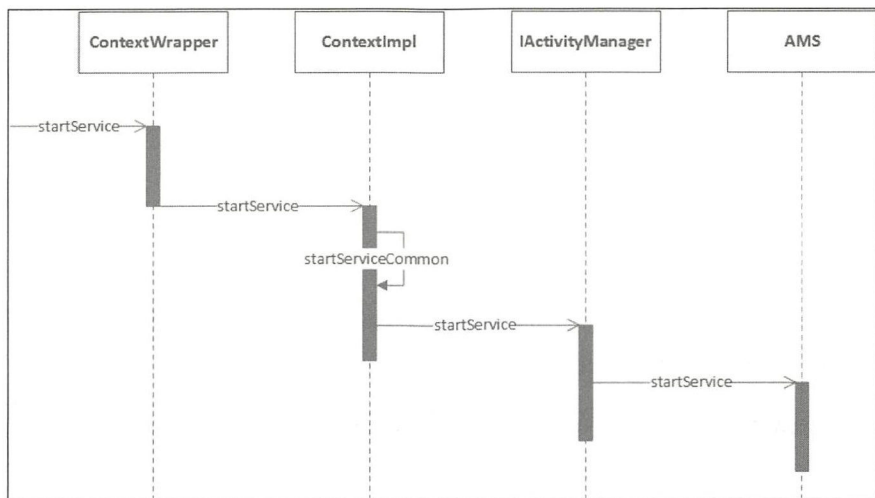 ContextWrapper
ContextImpl
IActivityManager
AMS
startService
startService
startServiceCommon
startService
startService